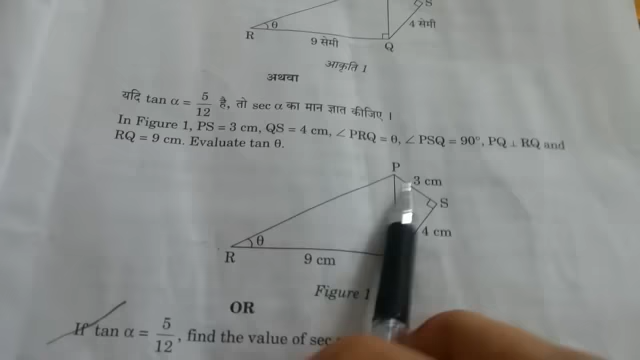 S
R
θ
4 सेमी
9 सेमी
Q
आकृति 1
अथवा
यदि tan α = 5/12 है, तो sec α का मान ज्ञात कीजिए ।
In Figure 1, PS = 3 cm, QS = 4 cm, ∠ PRQ = θ, ∠ PSQ = 90°, PQ ⊥ RQ and
RQ = 9 cm. Evaluate tan θ.
P
3 cm
S
θ
4 cm
R
9 cm
Figure 1
OR
If tan α = 5/12, find the value of sec